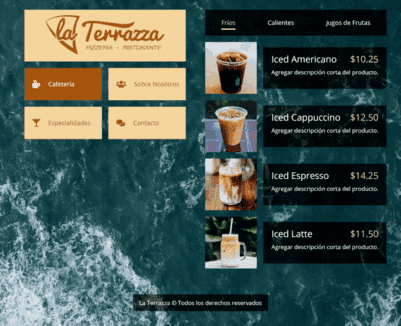 la Terrazza
PIZZERIA - RISTORANTE
Cafetería
Sobre Nosotros
Especialidades
Contacto
Fríos
Calientes
Jugos de Frutas
Iced Americano $10.25
Agregar descripción corta del producto.
Iced Cappuccino $12.50
Agregar descripción corta del producto.
Iced Espresso $14.25
Agregar descripción corta del producto.
Iced Latte $11.50
Agregar descripción corta del producto.
La Terrazza © Todos los derechos reservados